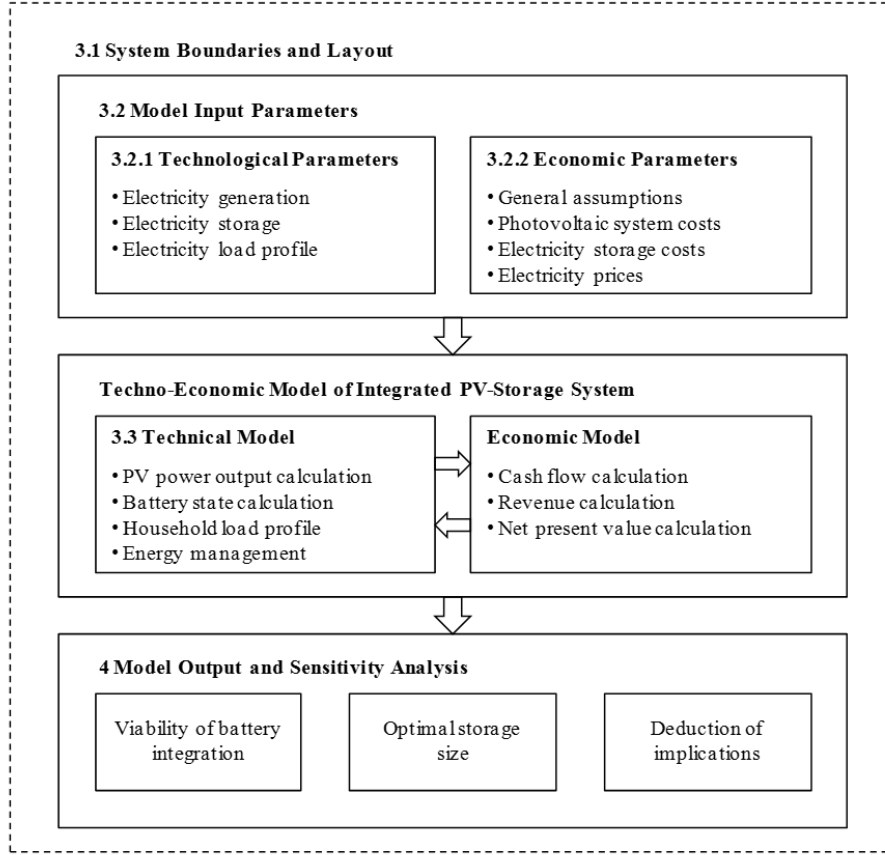 3.1 System Boundaries and Layout
3.2 Model Input Parameters
3.2.1 Technological Parameters
• Electricity generation
• Electricity storage
• Electricity load profile
3.2.2 Economic Parameters
• General assumptions
• Photovoltaic system costs
• Electricity storage costs
• Electricity prices
Techno-Economic Model of Integrated PV-Storage System
3.3 Technical Model
• PV power output calculation
• Battery state calculation
• Household load profile
• Energy management
Economic Model
• Cash flow calculation
• Revenue calculation
• Net present value calculation
4 Model Output and Sensitivity Analysis
Viability of battery
integration
Optimal storage
size
Deduction of
implications